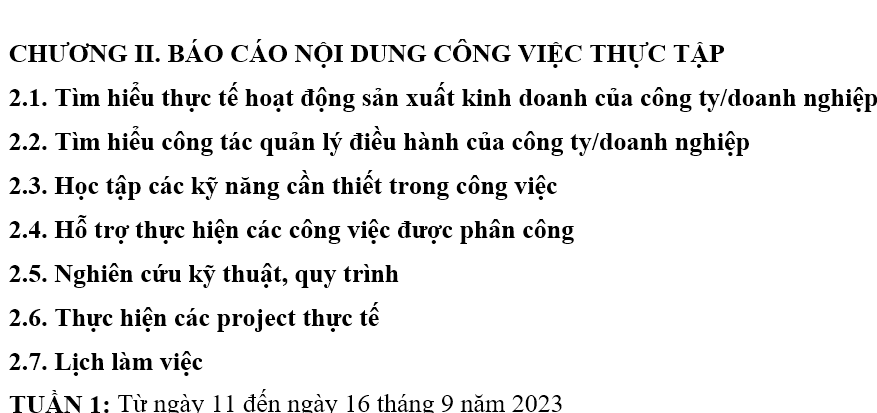 CHƯƠNG II. BÁO CÁO NỘI DUNG CÔNG VIỆC THỰC TẬP
2.1. Tìm hiểu thực tế hoạt động sản xuất kinh doanh của công ty/doanh nghiệp
2.2. Tìm hiểu công tác quản lý điều hành của công ty/doanh nghiệp
2.3. Học tập các kỹ năng cần thiết trong công việc
2.4. Hỗ trợ thực hiện các công việc được phân công
2.5. Nghiên cứu kỹ thuật, quy trình
2.6. Thực hiện các project thực tế
2.7. Lịch làm việc
TUẦN 1: Từ ngày 11 đến ngày 16 tháng 9 năm 2023